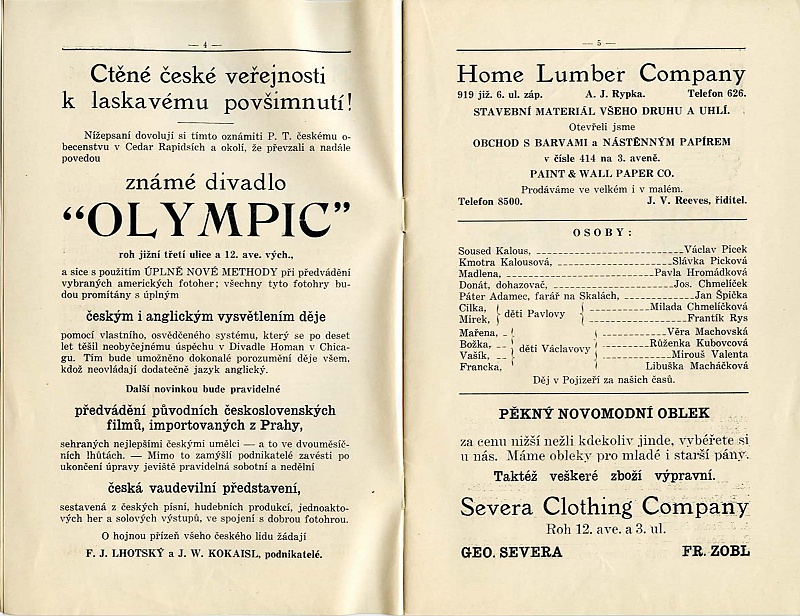 — 4 —
Ctěné české veřejnosti
k laskavému povšimnutí!
Nížepsaní dovolují si tímto oznámiti P. T. českému o-
becenstvu v Cedar Rapidsích a okolí, že převzali a nadále
povedou
známé divadlo
“OLYMPIC”
roh jižní třetí ulice a 12. ave. vých.,
a sice s použitím ÚPLNĚ NOVÉ METHODY při předvádění
vybraných amerických fotoher; všechny tyto fotohry bu-
dou promítány s úplným
českým i anglickým vysvětlením děje
pomocí vlastního, osvědčeného systému, který se po deset
let těšil neobyčejnému úspěchu v Divadle Homan v Chica-
gu. Tím bude umožněno dokonalé porozumění děje všem,
kdož neovládají dodatečně jazyk anglický.
Další novinkou bude pravidelné
předvádění původních československých
filmů, importovaných z Prahy,
sehraných nejlepšími českými umělci — a to ve dvouměsíč-
ních lhůtách. — Mimo to zamýšlí podnikatelé zavésti po
ukončení úpravy jeviště pravidelná sobotní a nedělní
česká vaudevilní představení,
sestavená z českých písní, hudebních produkcí, jednoakto-
vých her a solových výstupů, ve spojení s dobrou fotohrou.
O hojnou přízeň všeho českého lidu žádají
F. J. LHOTSKÝ a J. W. KOKAISL, podnikatelé.
— 5 —
Home Lumber Company
919 již. 6. ul. záp. A. J. Rypka. Telefon 626.
STAVEBNÍ MATERIÁL VŠEHO DRUHU A UHLÍ.
Otevřeli jsme
OBCHOD S BARVAMI a NÁSTĚNNÝM PAPÍREM
v čísle 414 na 3. aveně.
PAINT & WALL PAPER CO.
Prodáváme ve velkém i v malém.
Telefon 8500. J. V. Reeves, řiditel.
OSOBY:
Soused Kalous, Václav Picek
Kmotra Kalousová, Slávka Picková
Madlena, Pavla Hromádková
Donát, dohazovač, Jos. Chmelíček
Páter Adamec, farář na Skalách, Jan Špička
Cilka, Milada Chmelíčková
děti Pavlovy
Mirek, Frantík Rys
Mařena, Věra Machovská
Božka, Růženka Kubovcová
děti Václavovy
Vašík, Mirouš Valenta
Francka, Libuška Macháčková
Děj v Pojizeří za našich časů.
PĚKNÝ NOVOMODNÍ OBLEK
za cenu nižší nežli kdekoliv jinde, vybéřete si
u nás. Máme obleky pro mladé i starší pány.
Taktéž veškeré zboží výpravní.
Severa Clothing Company
Roh 12. ave. a 3. ul.
GEO. SEVERA FR. ZOBL